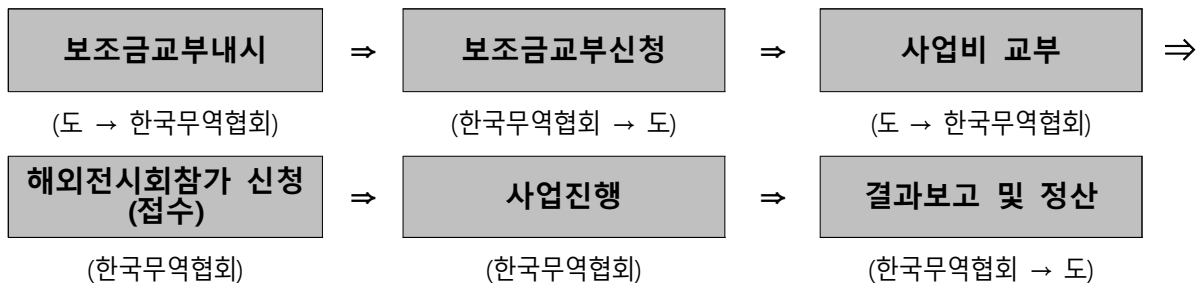 보조금교부내시 ⇒ 보조금교부신청 ⇒ 사업비 교부 ⇒
(도 → 한국무역협회) (한국무역협회 → 도) (도 → 한국무역협회)
해외전시회참가 신청
(접수) ⇒ 사업진행 ⇒ 결과보고 및 정산
(한국무역협회) (한국무역협회) (한국무역협회 → 도)